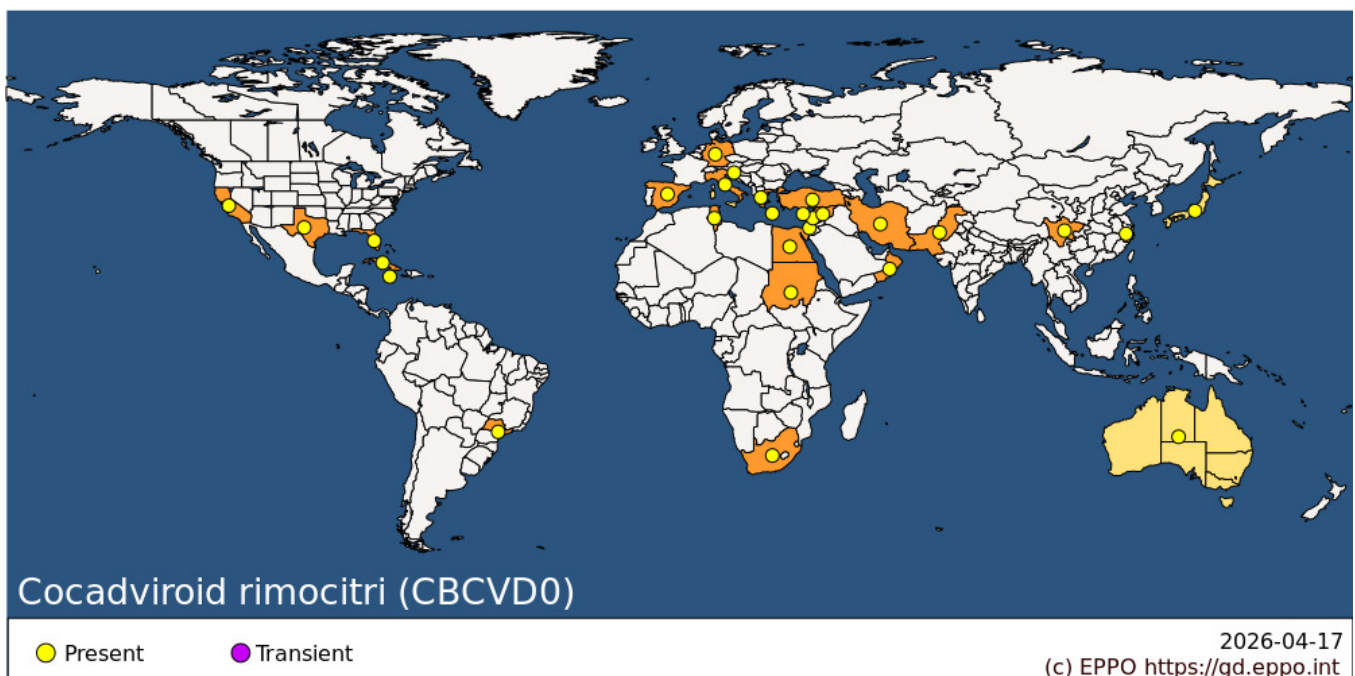 Cocadviroid rimocitri (CBCVD0)
Present
Transient
2026-04-17
(c) EPPO https://gd.eppo.int